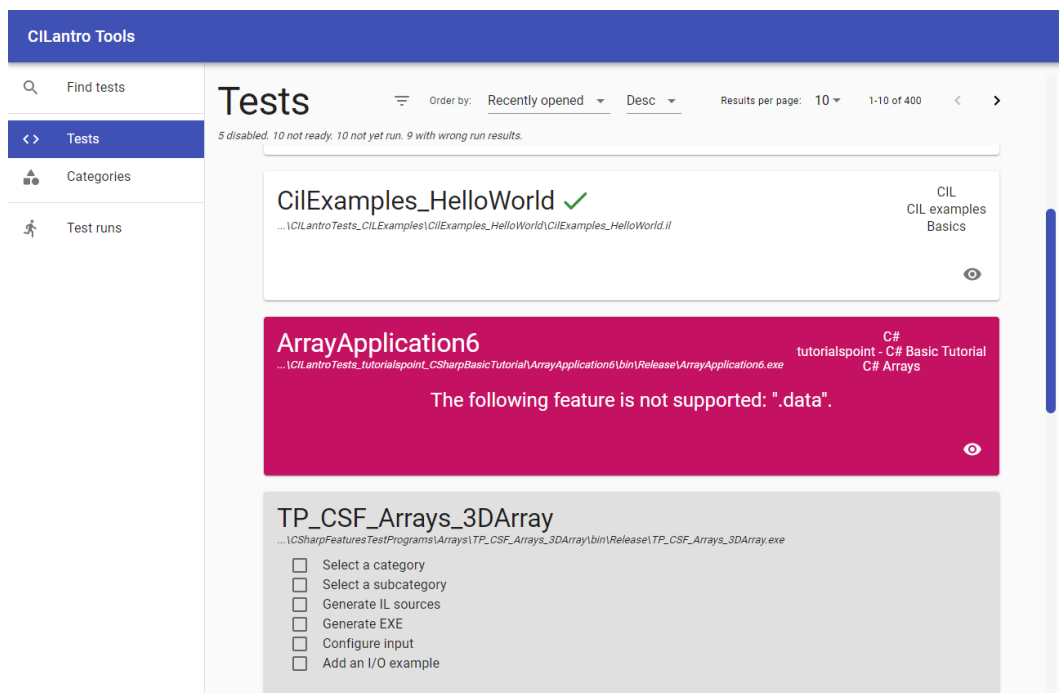 CILantro Tools
Find tests
Tests
Categories
Test runs
Tests
Order by: Recently opened Desc Results per page: 10 1-10 of 400
5 disabled. 10 not ready. 10 not yet run. 9 with wrong run results.
CilExamples_HelloWorld
...\CILantroTests_CILExamples\CilExamples_HelloWorld\CilExamples_HelloWorld.il
CIL
CIL examples
Basics
ArrayApplication6
...\CILantroTests_tutorialspoint_CSharpBasicTutorial\ArrayApplication6\bin\Release\ArrayApplication6.exe
C#
tutorialspoint - C# Basic Tutorial
C# Arrays
The following feature is not supported: ".data".
TP_CSF_Arrays_3DArray
...\CSharpFeaturesTestPrograms\Arrays\TP_CSF_Arrays_3DArray\bin\Release\TP_CSF_Arrays_3DArray.exe
Select a category
Select a subcategory
Generate IL sources
Generate EXE
Configure input
Add an I/O example